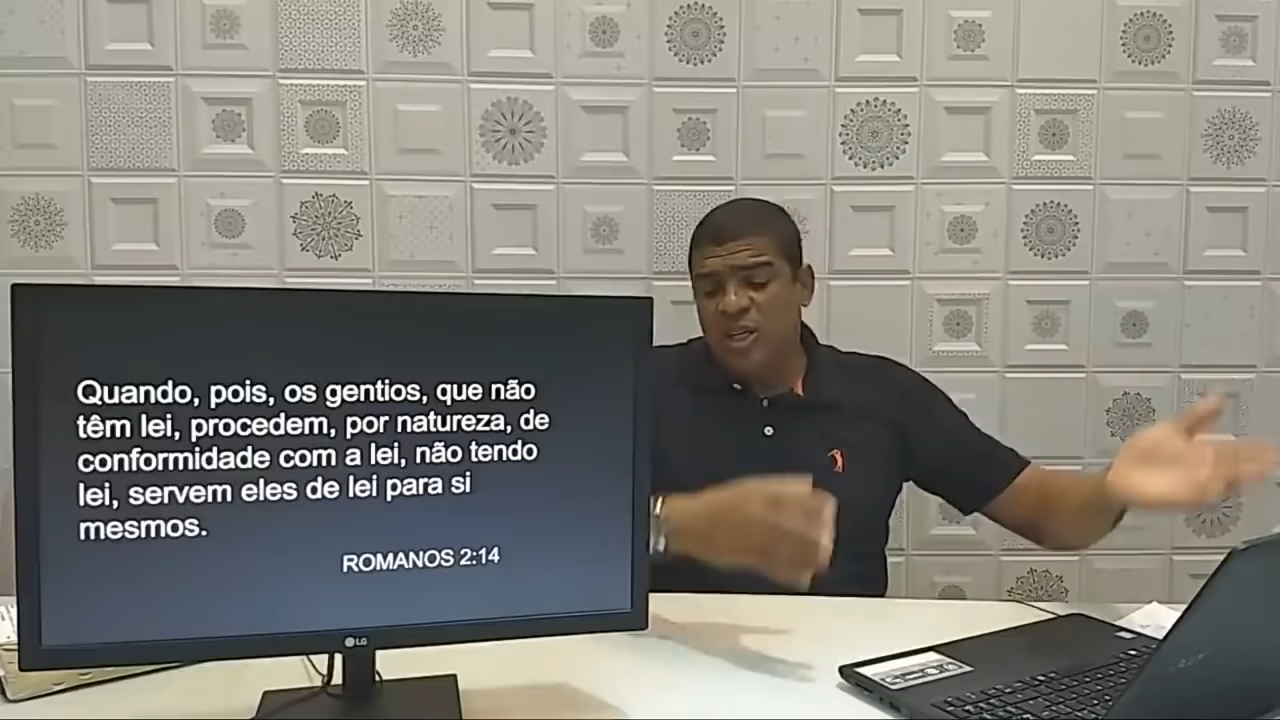 Quando, pois, os gentios, que não
têm lei, procedem, por natureza, de
conformidade com a lei, não tendo
lei, servem eles de lei para si
mesmos.
ROMANOS 2:14
LG